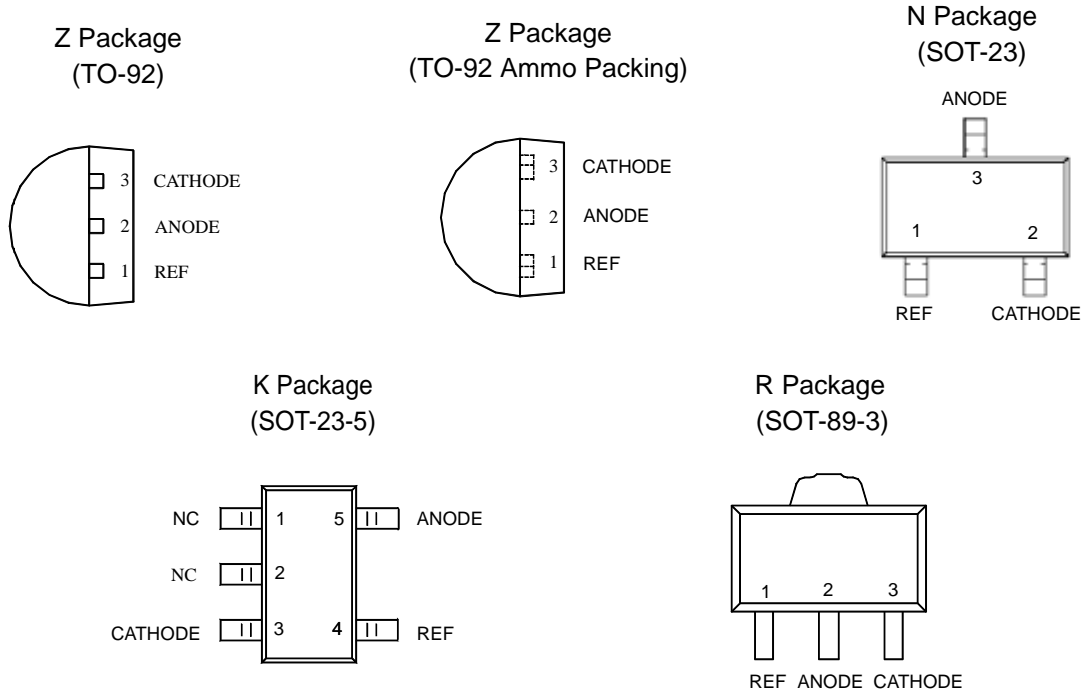 Z Package
(TO-92)
3 CATHODE
2 ANODE
1 REF
Z Package
(TO-92 Ammo Packing)
3 CATHODE
2 ANODE
1 REF
N Package
(SOT-23)
ANODE
3
1 2
REF CATHODE
K Package
(SOT-23-5)
NC 1 5 ANODE
NC 2
CATHODE 3 4 REF
R Package
(SOT-89-3)
1 2 3
REF ANODE CATHODE